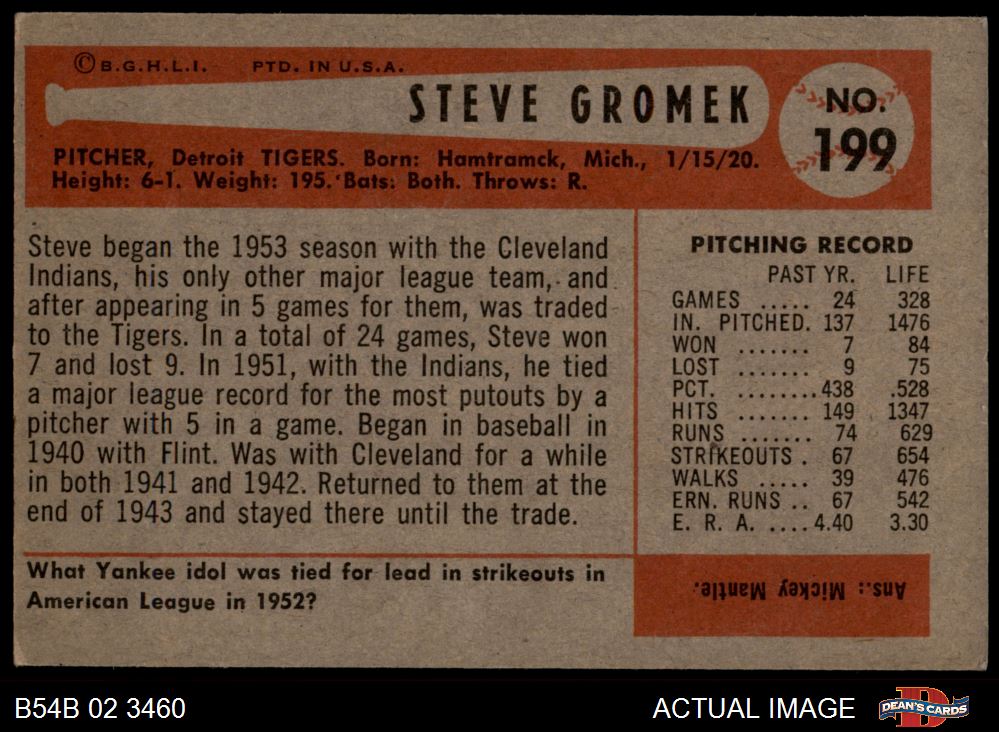 © B.G.H.L.I. PTD. IN U.S.A.
STEVE GROMEK
NO. 199
PITCHER, Detroit TIGERS. Born: Hamtramck, Mich., 1/15/20.
Height: 6-1. Weight: 195. Bats: Both. Throws: R.
Steve began the 1953 season with the Cleveland
Indians, his only other major league team, and
after appearing in 5 games for them, was traded
to the Tigers. In a total of 24 games, Steve won
7 and lost 9. In 1951, with the Indians, he tied
a major league record for the most putouts by a
pitcher with 5 in a game. Began in baseball in
1940 with Flint. Was with Cleveland for a while
in both 1941 and 1942. Returned to them at the
end of 1943 and stayed there until the trade.
PITCHING RECORD
PAST YR. LIFE
GAMES ..... 24 328
IN. PITCHED. 137 1476
WON ....... 7 84
LOST ....... 9 75
PCT. ........ .438 .528
HITS ....... 149 1347
RUNS ....... 74 629
STRIKEOUTS . 67 654
WALKS ..... 39 476
ERN. RUNS .. 67 542
E. R. A. .... 4.40 3.30
What Yankee idol was tied for lead in strikeouts in
American League in 1952?
Ans.: Mickey Mantle.
B54B 02 3460
ACTUAL IMAGE
D
DEAN'S CARDS